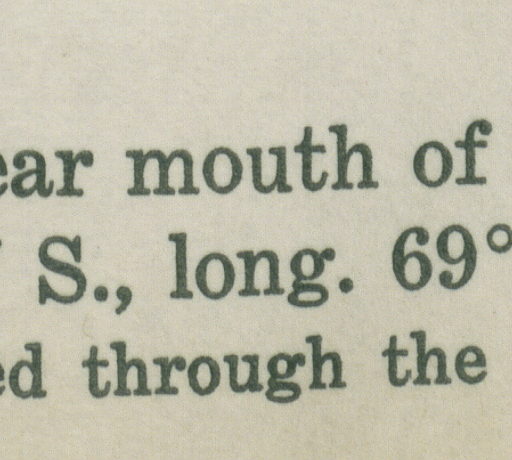 ear mouth of
S., long. 69°
ed through the